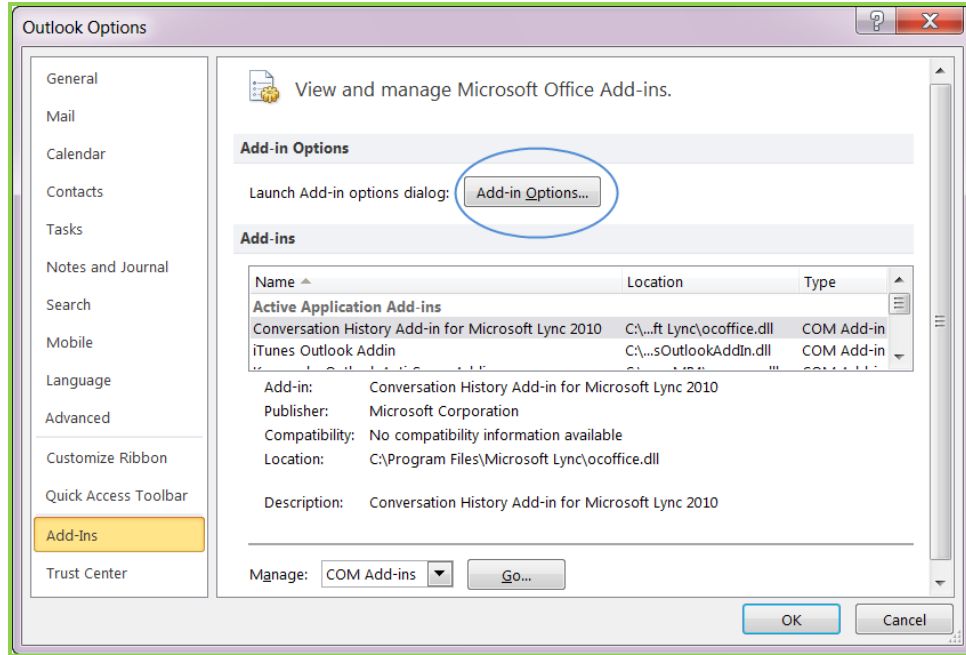 Outlook Options
General
Mail
Calendar
Contacts
Tasks
Notes and Journal
Search
Mobile
Language
Advanced
Customize Ribbon
Quick Access Toolbar
Add-Ins
Trust Center
View and manage Microsoft Office Add-ins.
Add-in Options
Launch Add-in options dialog: Add-in Options...
Add-ins
Name Location Type
Active Application Add-ins
Conversation History Add-in for Microsoft Lync 2010 C:\...ft Lync\ocoffice.dll COM Add-in
iTunes Outlook Addin C:\...sOutlookAddIn.dll COM Add-in
Add-in: Conversation History Add-in for Microsoft Lync 2010
Publisher: Microsoft Corporation
Compatibility: No compatibility information available
Location: C:\Program Files\Microsoft Lync\ocoffice.dll
Description: Conversation History Add-in for Microsoft Lync 2010
Manage: COM Add-ins Go...
OK Cancel